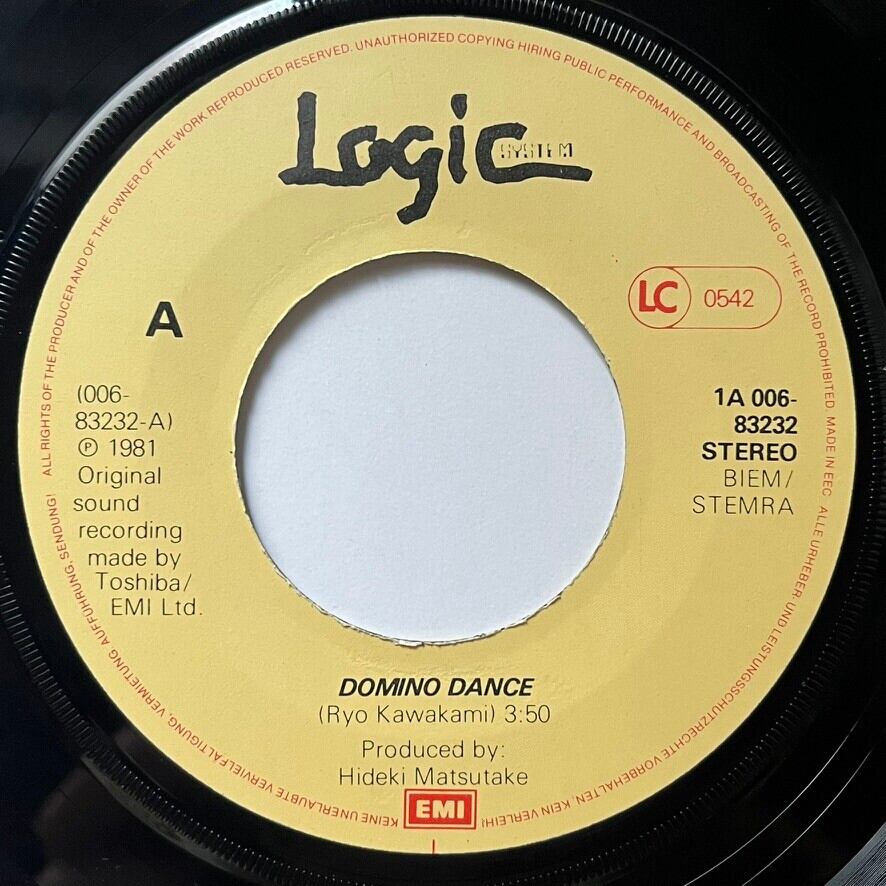 Logic
SYSTEM
LC 0542
A
(006-
83232-A)
℗ 1981
Original
sound
recording
made by
Toshiba/
EMI Ltd.
1A 006-
83232
STEREO
BIEM/
STEMRA
DOMINO DANCE
(Ryo Kawakami) 3:50
Produced by:
Hideki Matsutake
EMI
ALL RIGHTS OF THE PRODUCER AND OF THE OWNER OF THE WORK REPRODUCED RESERVED. UNAUTHORIZED COPYING HIRING PUBLIC PERFORMANCE AND BROADCASTING OF THE RECORD PROHIBITED. MADE IN EEC
ALLE URHEBER- UND LEISTUNGSSCHUTZRECHTE VORBEHALTEN, KEIN VERLEIH! KEINE UNERLAUBTE VERVIELFÄLTIGUNG, VERMIETUNG, AUFFÜHRUNG, SENDUNG!